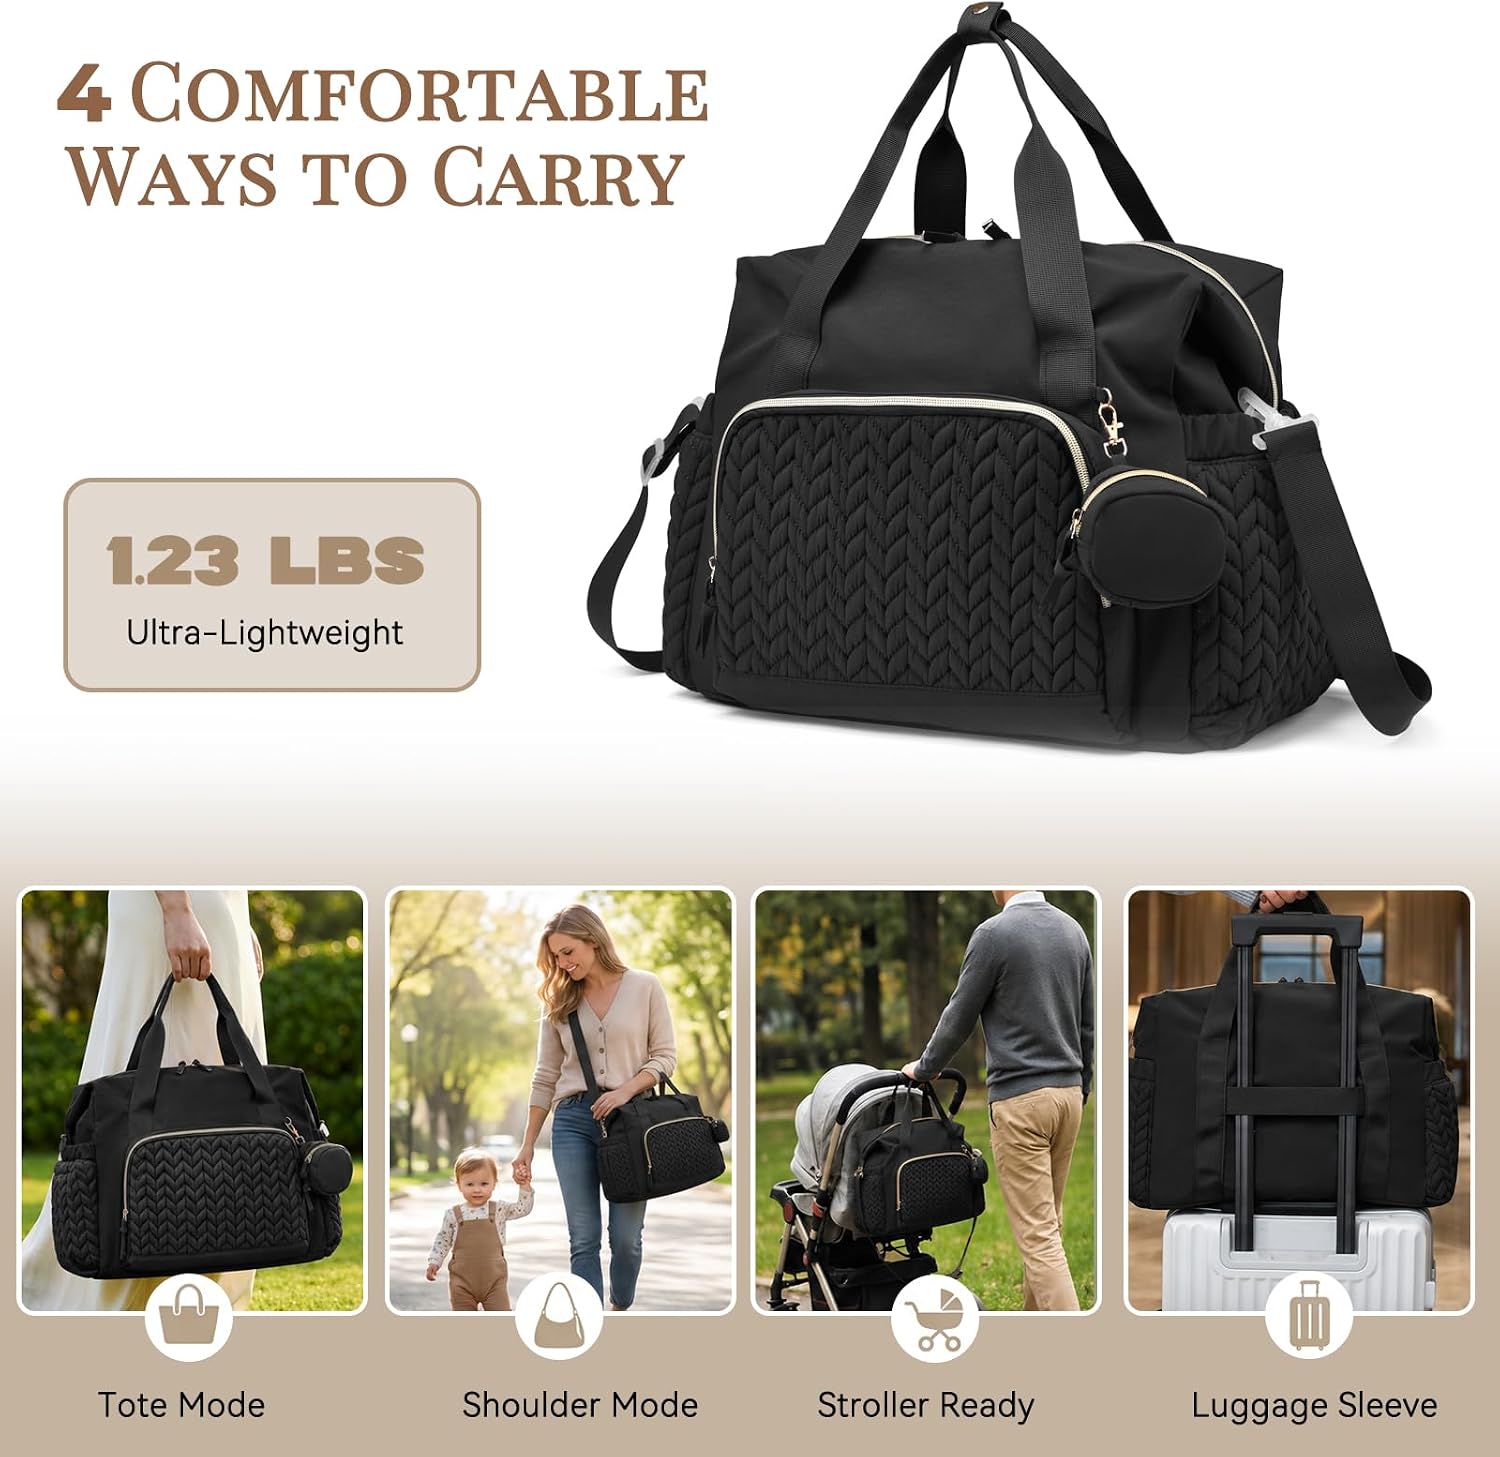 4 COMFORTABLE
WAYS TO CARRY
1.23 LBS
Ultra-Lightweight
Tote Mode
Shoulder Mode
Stroller Ready
Luggage Sleeve